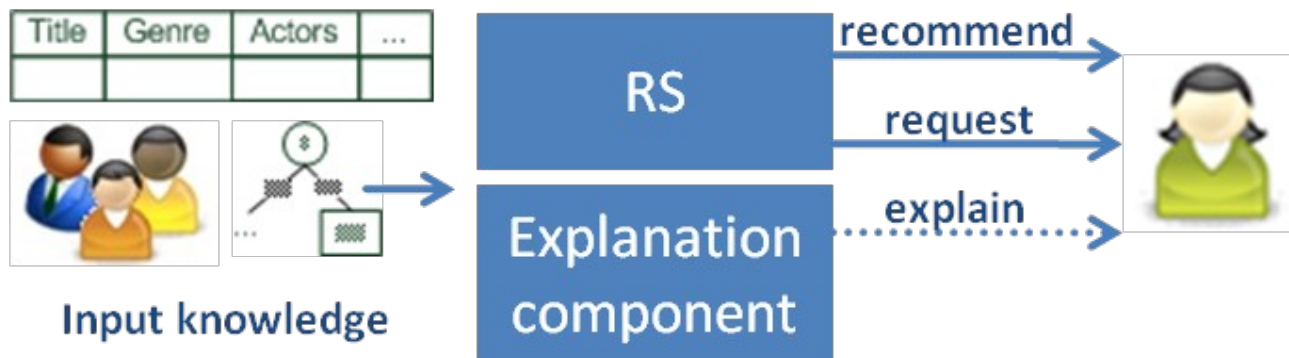 Title Genre Actors ...
recommend
RS
request
...
explain
Explanation
component
Input knowledge